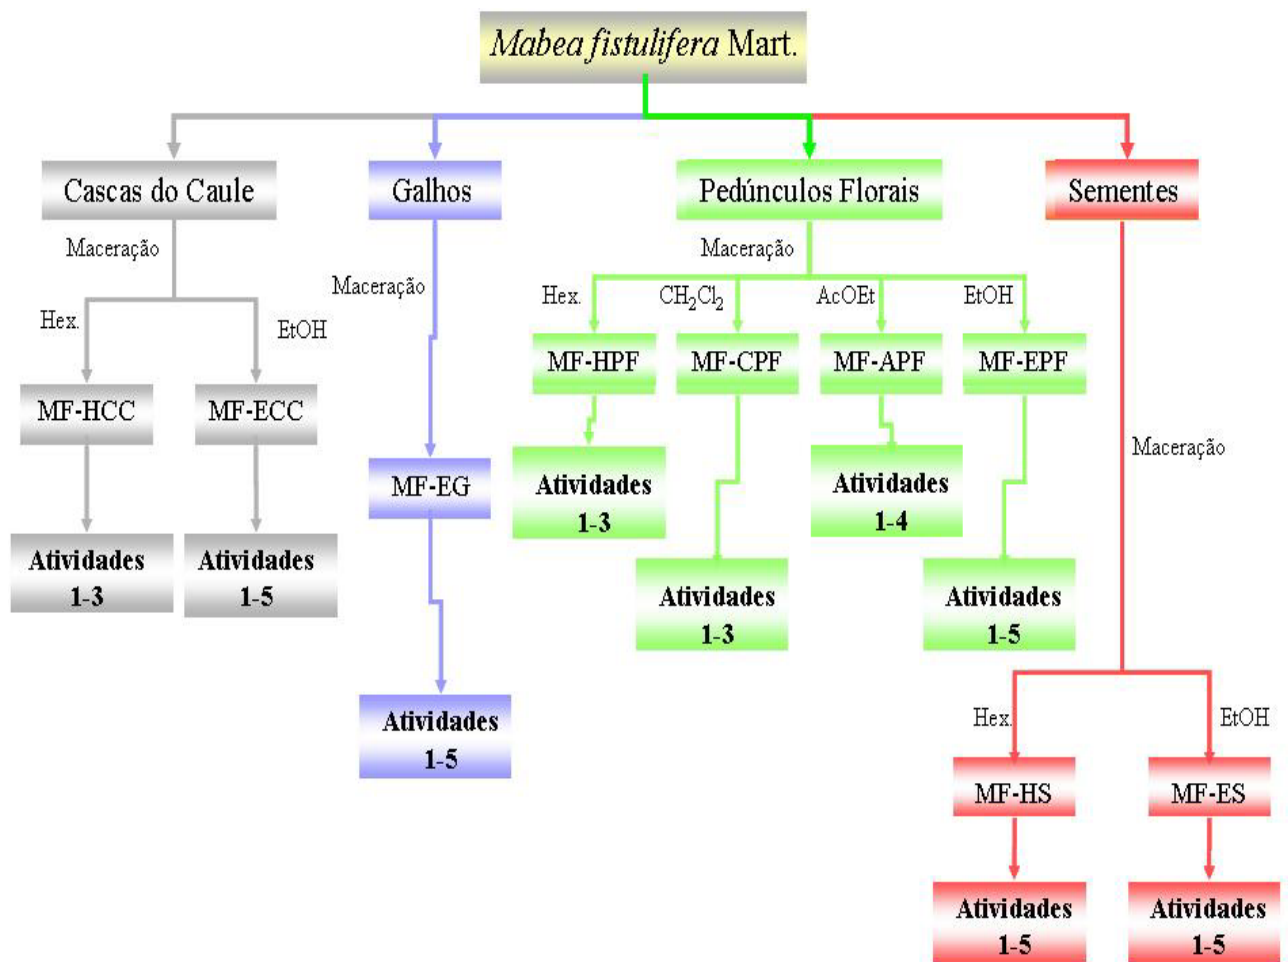 Mabea fistulifera Mart.
Cascas do Caule
Galhos
Pedúnculos Florais
Sementes
Maceração
Maceração
Maceração
Maceração
Hex.
EtOH
Hex.
CH2Cl2
AcOEt
EtOH
MF-HCC
MF-ECC
MF-EG
MF-HPF
MF-CPF
MF-APF
MF-EPF
Atividades
1-3
Atividades
1-5
Atividades
1-5
Atividades
1-3
Atividades
1-3
Atividades
1-4
Atividades
1-5
Hex.
EtOH
MF-HS
MF-ES
Atividades
1-5
Atividades
1-5